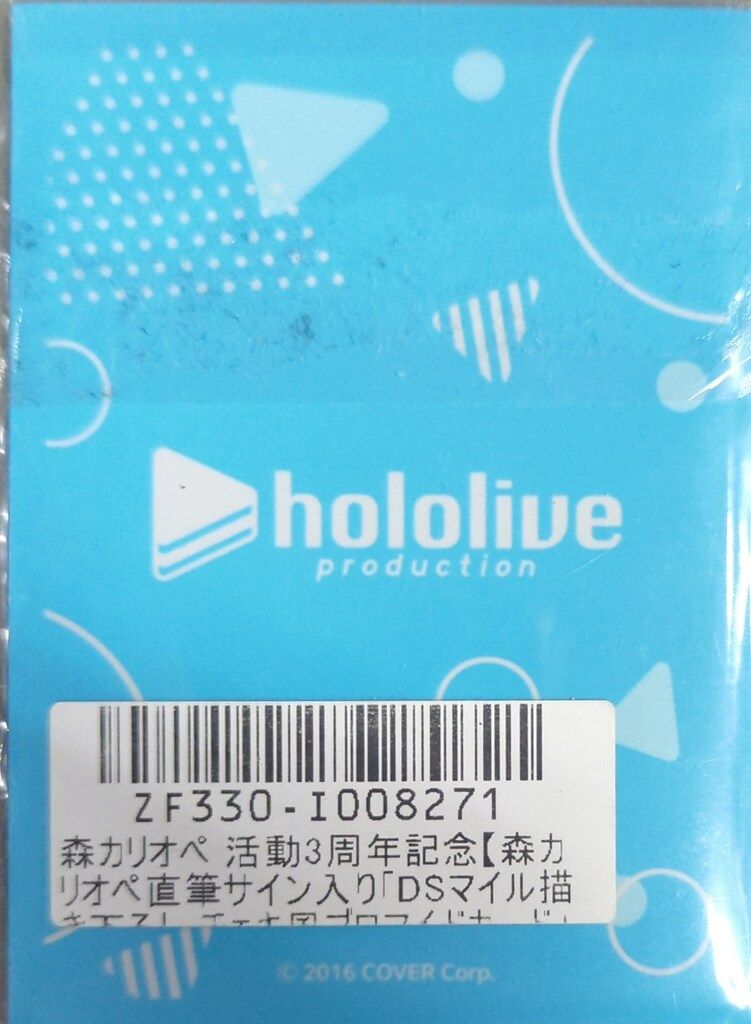 hololive
production
ZF330-I008271
森カリオペ 活動3周年記念【森カ
リオペ直筆サイン入り「DSマイル描
© 2016 COVER Corp.